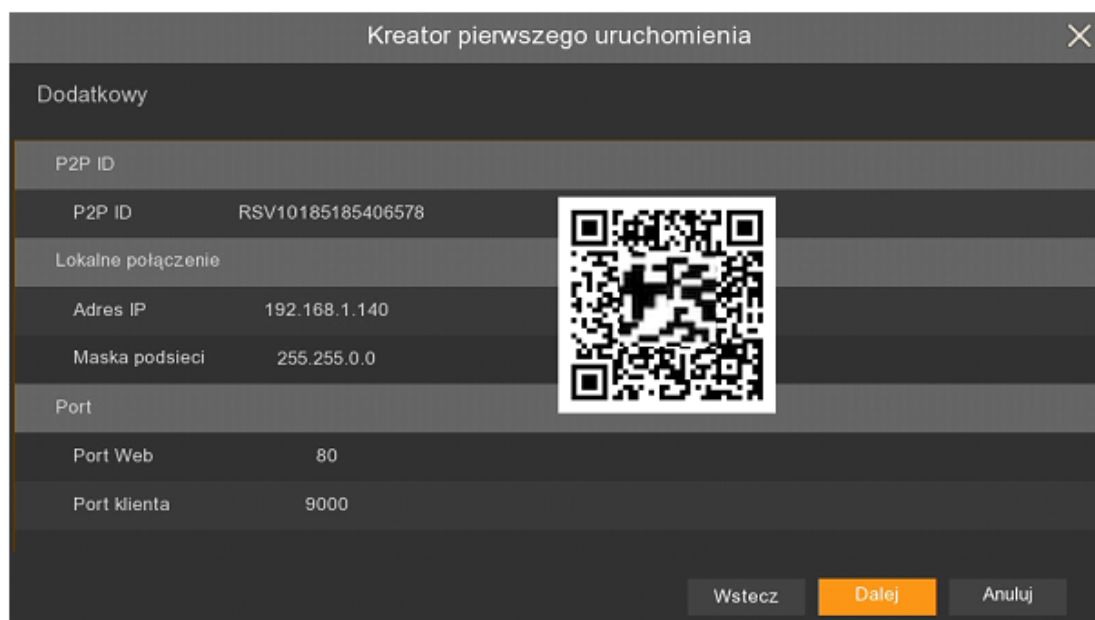 Kreator pierwszego uruchomienia
Dodatkowy
P2P ID
P2P ID RSV10185185406578
Lokalne połączenie
Adres IP 192.168.1.140
Maska podsieci 255.255.0.0
Port
Port Web 80
Port klienta 9000
Wstecz Dalej Anuluj